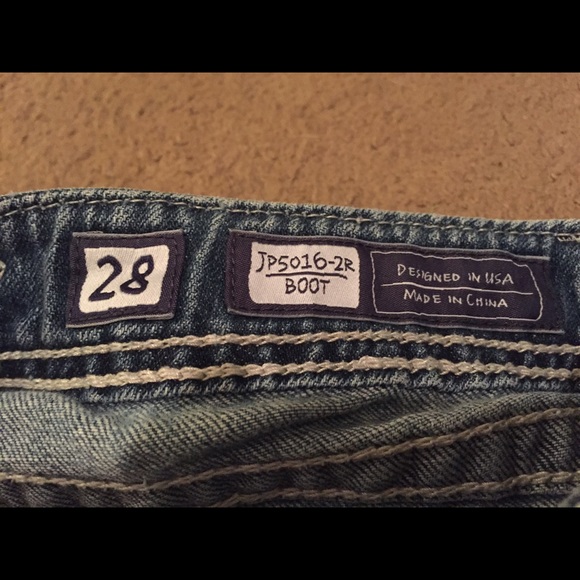 28
JP5016-2R
BOOT
DESIGNED IN USA
MADE IN CHINA